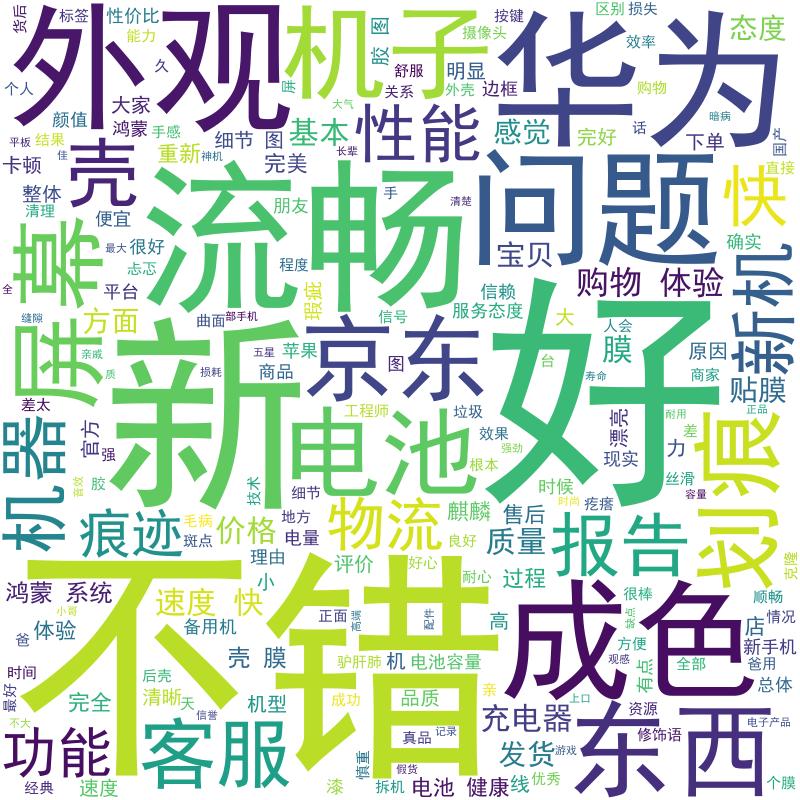 货后
标签
性价比
能力
久
个人
外观
机子
胶
图
摄像头
按键
区别
损失
效率
态度
华为
舒服
明显
关系
外壳
边框
购物
屏
大家
颜值
鸿蒙
手感
细节
图
基本
大气
性能
感觉
完好
话
暗病
下单
国产
平板
结果
佳
卡顿
壳
重新
神机
完美
长辈
直接
整体
清理
便宜
流畅
朋友
手
清楚
问题
快
宝贝
确实
幕
屏
最大
很好
忐忑
程度
购物 体验
新机
全
平台
方面
曲面
部手机
瑕疵
信号
信赖
服务态度
大
人会
缝隙
亲戚
质
新
五星
苹果
商品
损耗
京东
图
好
膜
原因
台
寿命
商家
贴膜
差太
机器
官方
强
工程师
电池
垃圾
效果
强劲
根本
漂亮
现实
力
差
耐用
正品
划痕
丝滑
容量
音效
胶
技术
细节
时候
疙瘩
时尚
痕迹
毛病
斑点
价格
地方
电量
物流
麒麟
良好
售后
质量
报告
克隆
理由
小
评价
好心
耐心
过程
鸿蒙 系统
小哥
速度 快
不错
正面
高端
配件
高
成色
很棒
缺点
顺畅
店
情况
爸
体验
备用机
方便
新手机
观感
爸用
时间
壳 膜
驴肝肺
机
电池容量
有点
全部
总体
最好
后壳
清晰
天
完全
机型
成功
品质
亲
上口
资源
不大
信誉
功能
客服
真品
记录
充电器
东西
电子产品
修饰语
慎重
假货
发货
游戏
经典
速度
漆
拆机
电池 健康
线
优秀
个膜